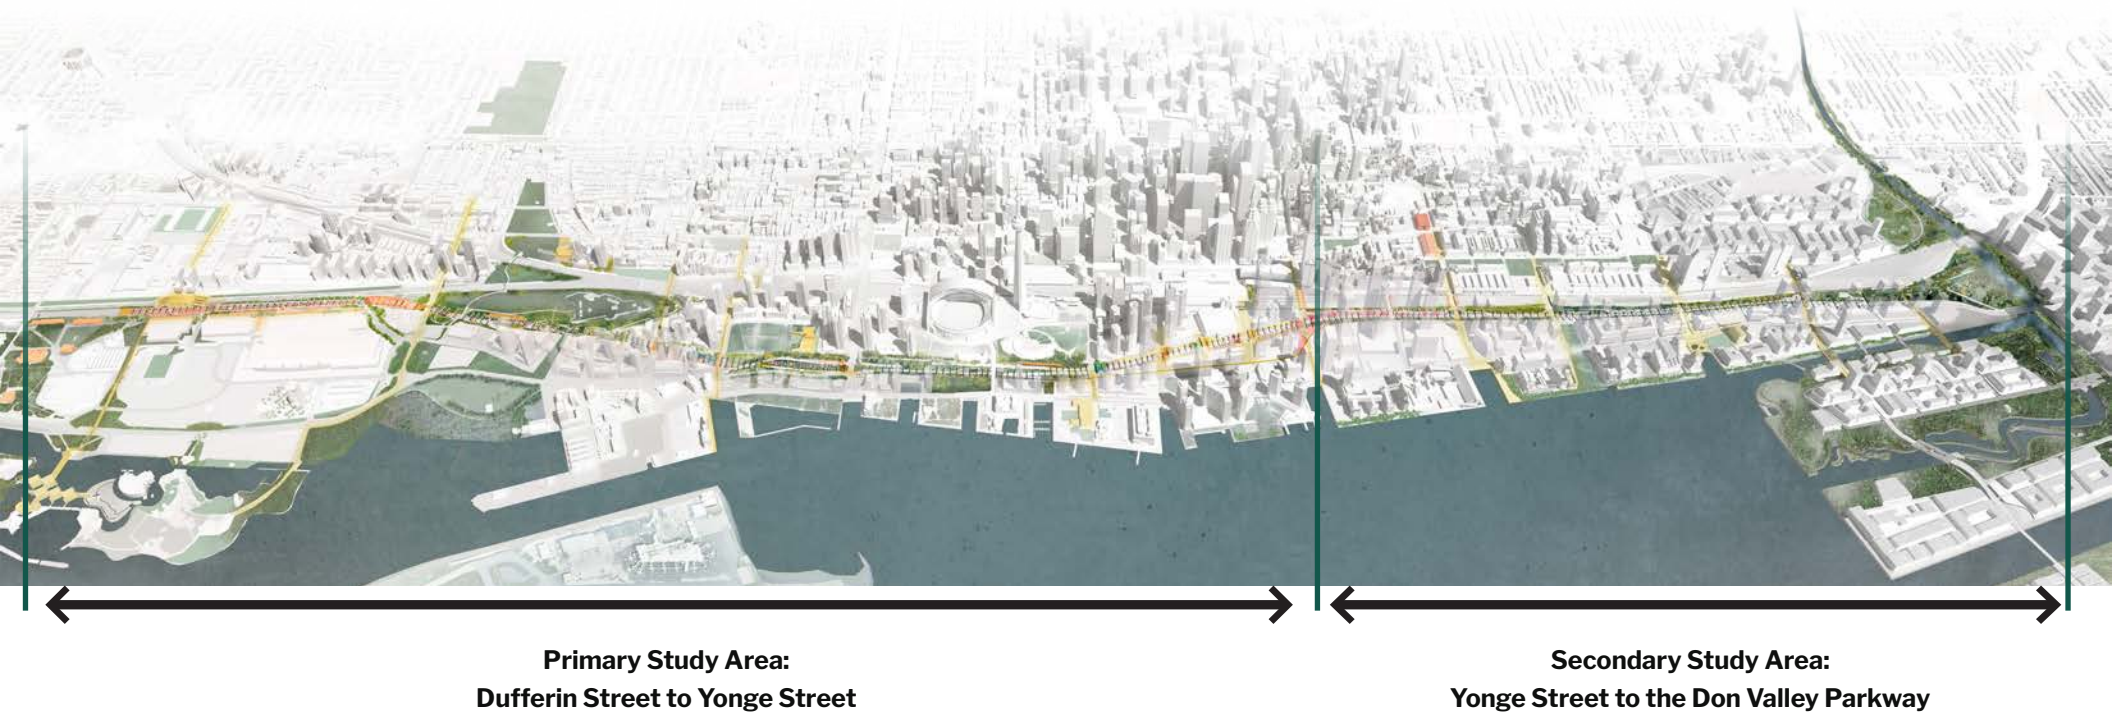 Primary Study Area:
Dufferin Street to Yonge Street
Secondary Study Area:
Yonge Street to the Don Valley Parkway